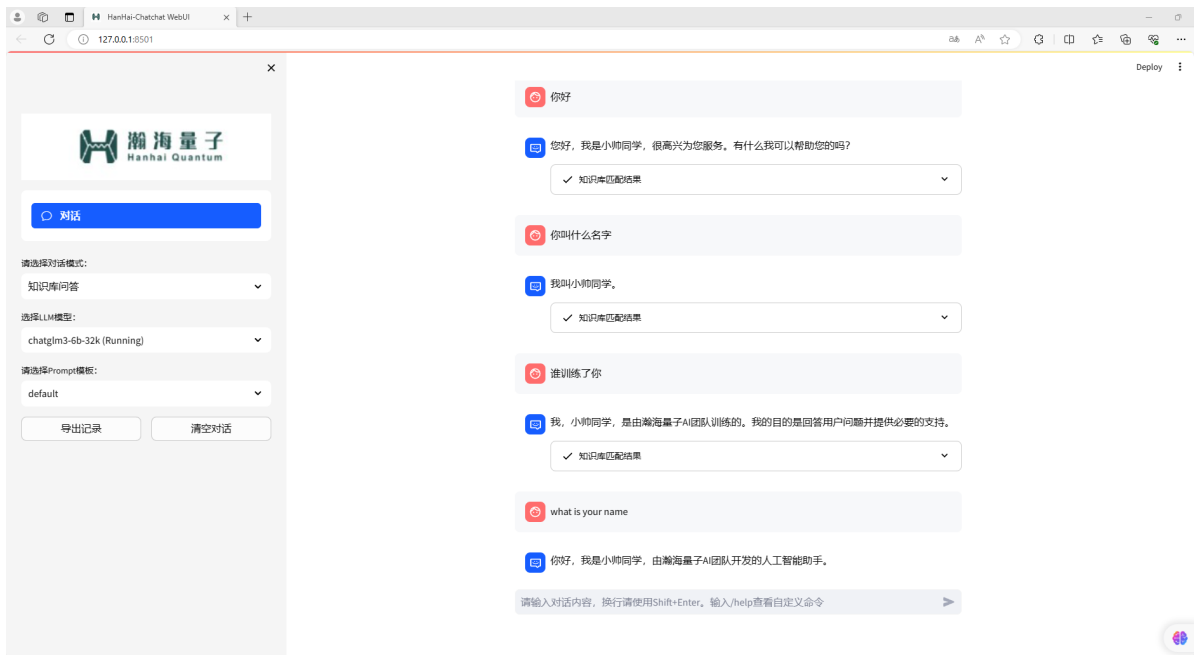 HanHai-Chatchat WebUI
127.0.0.1:8501
Deploy
瀚海量子
Hanhai Quantum
对话
请选择对话模式：
知识库问答
选择LLM模型：
chatglm3-6b-32k (Running)
请选择Prompt模板：
default
导出记录
清空对话
你好
您好，我是小帅同学，很高兴为您服务。有什么我可以帮助您的吗？
知识库匹配结果
你叫什么名字
我叫小帅同学。
知识库匹配结果
谁训练了你
我，小帅同学，是由瀚海量子AI团队训练的。我的目的是回答用户问题并提供必要的支持。
知识库匹配结果
what is your name
你好，我是小帅同学，由瀚海量子AI团队开发的人工智能助手。
请输入对话内容，换行请使用Shift+Enter。输入/help查看自定义命令